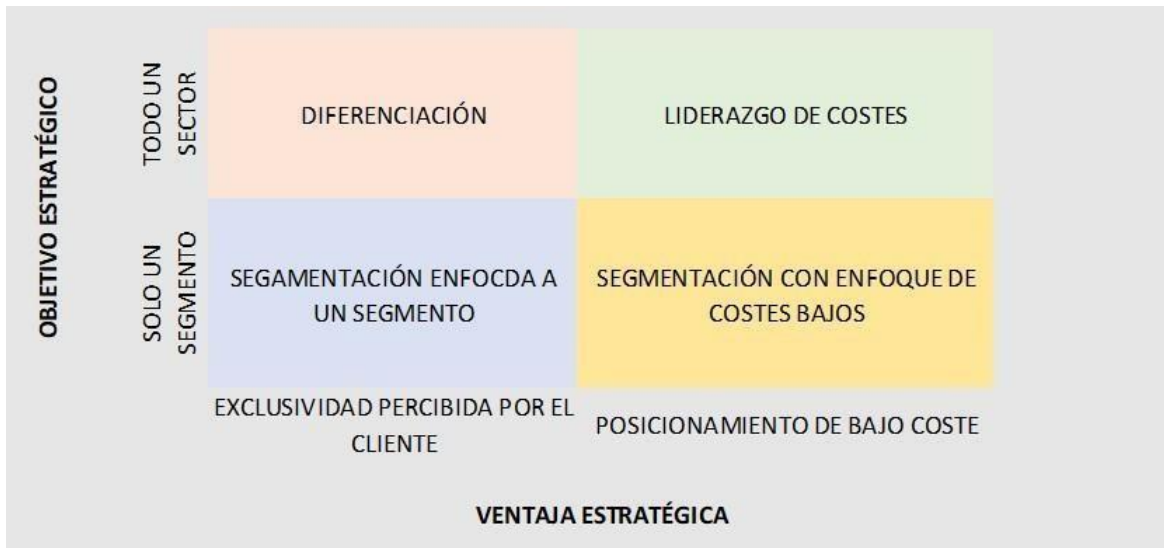 OBJETIVO ESTRATÉGICO
TODO UN
SECTOR
DIFERENCIACIÓN
LIDERAZGO DE COSTES
SOLO UN
SEGMENTO
SEGAMENTACIÓN ENFOCDA A
UN SEGMENTO
SEGMENTACIÓN CON ENFOQUE DE
COSTES BAJOS
EXCLUSIVIDAD PERCIBIDA POR EL
CLIENTE
POSICIONAMIENTO DE BAJO COSTE
VENTAJA ESTRATÉGICA